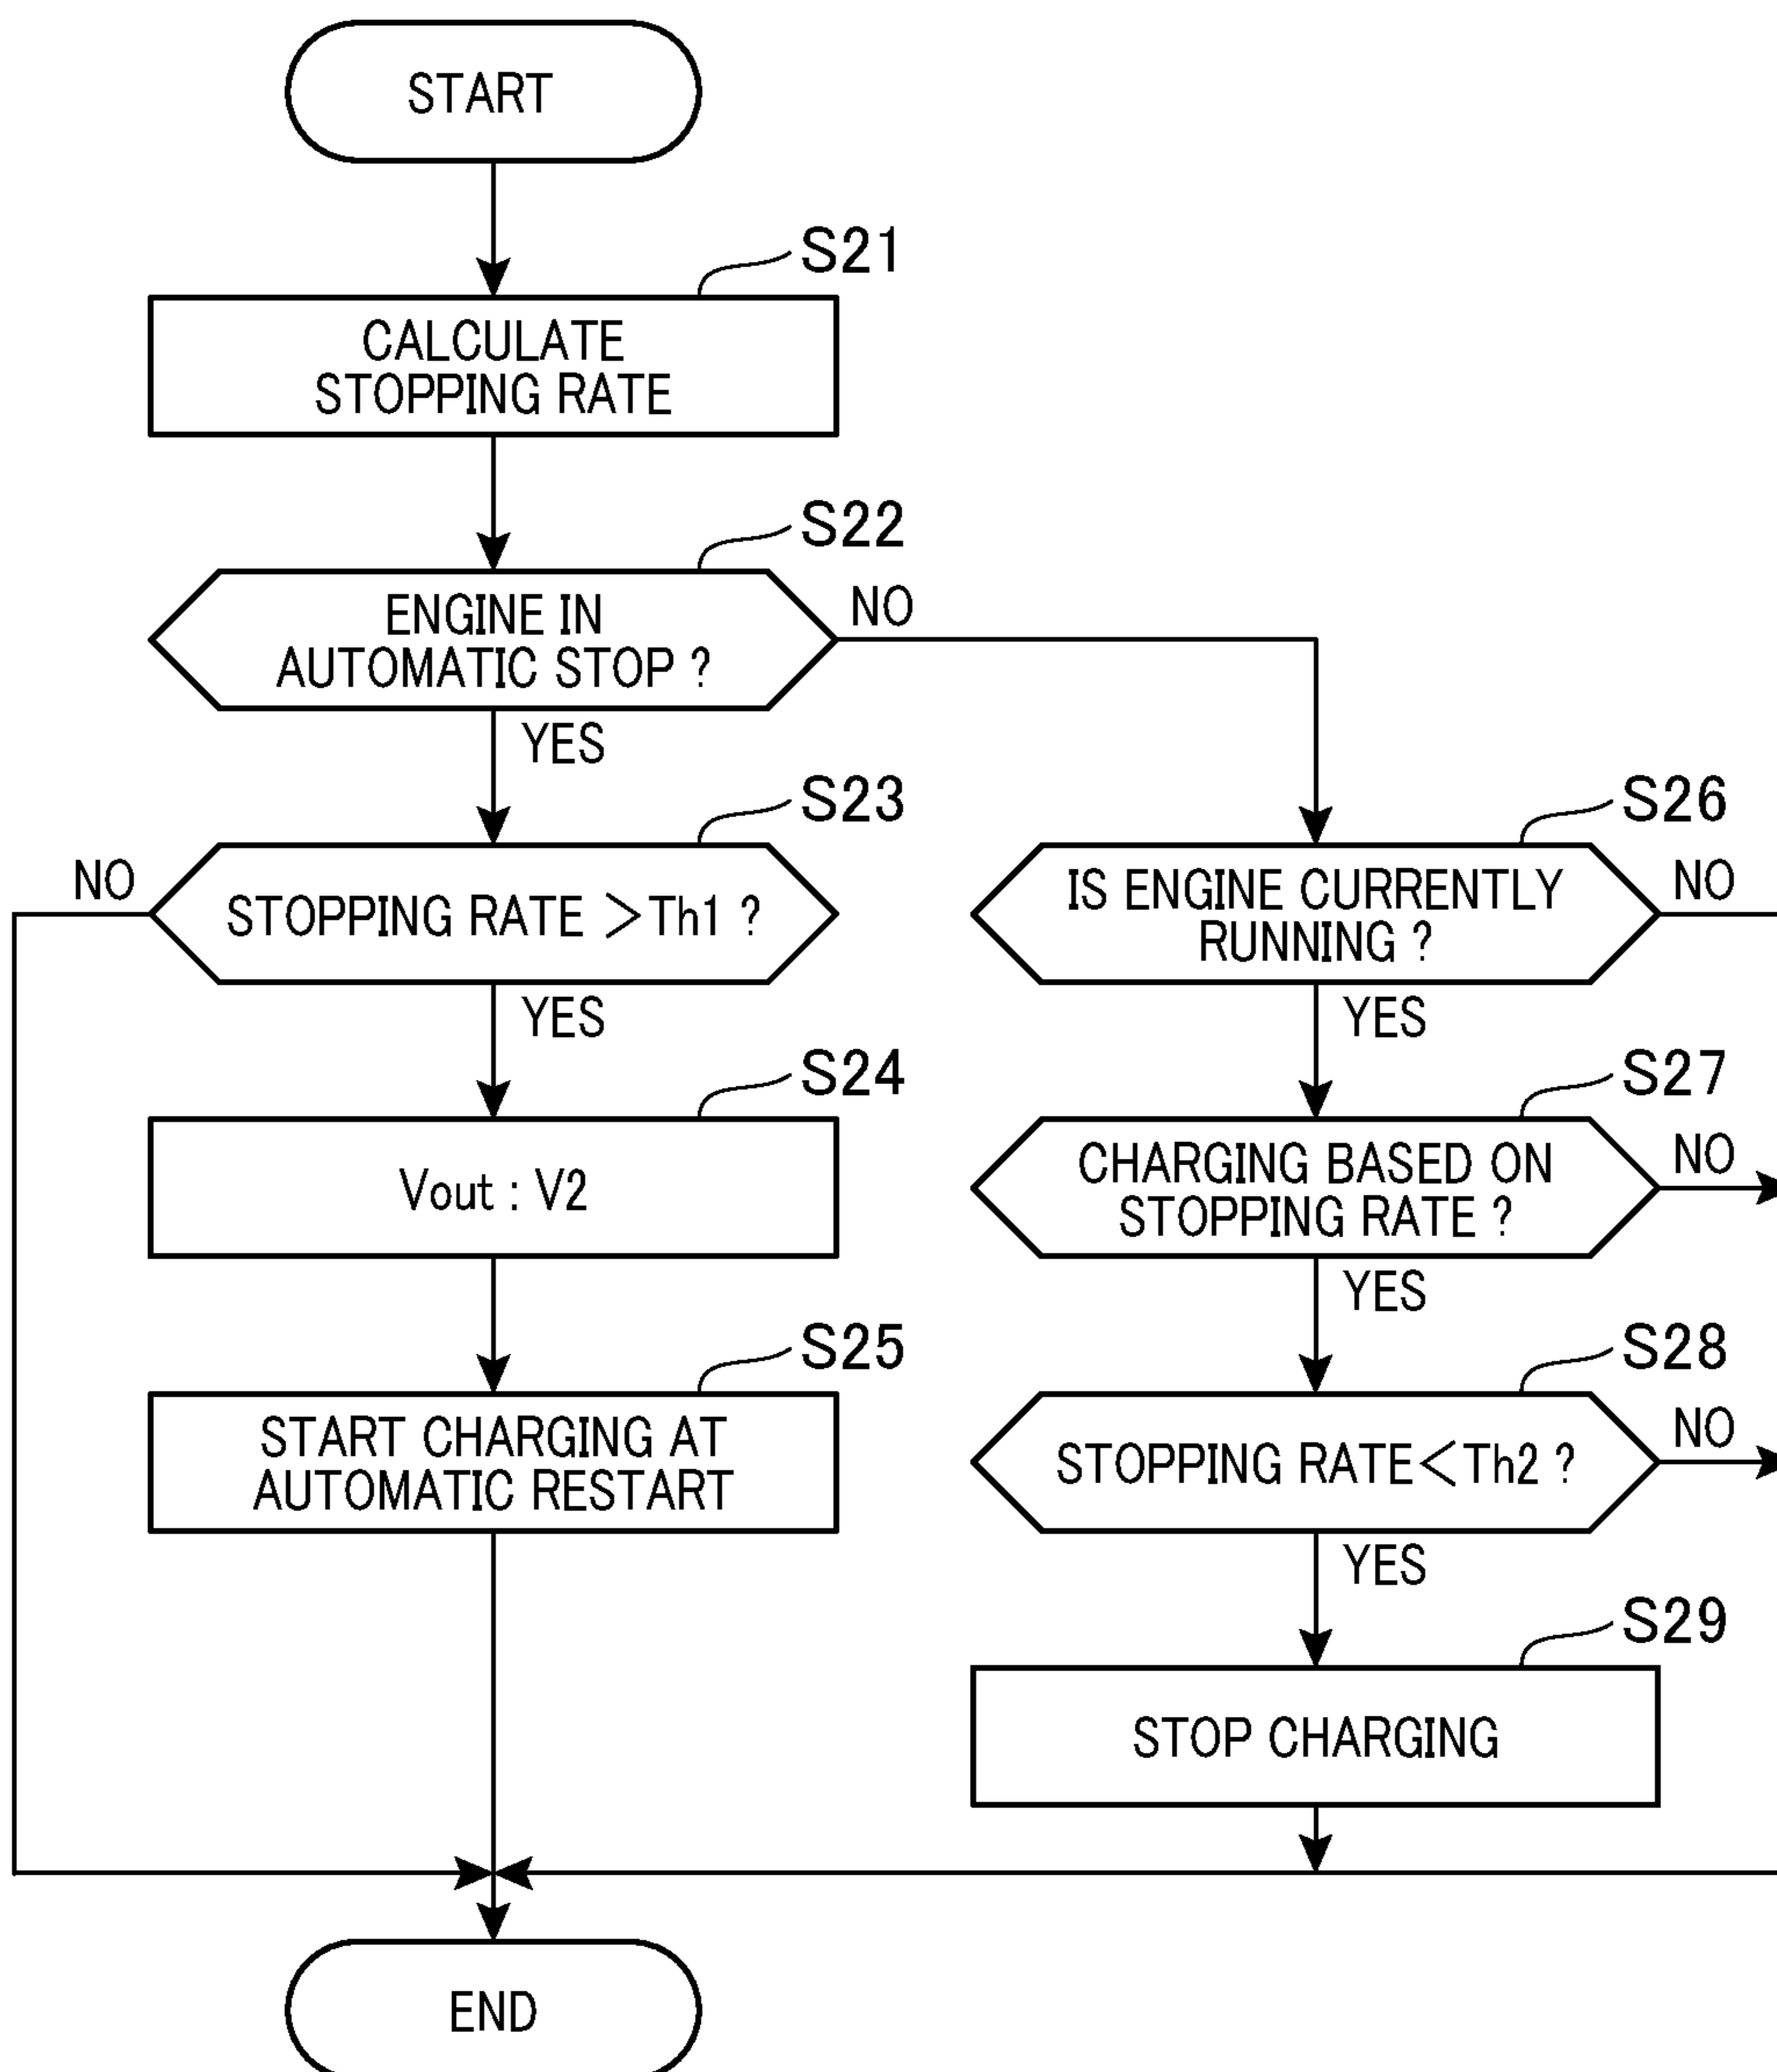 START
S21
CALCULATE
STOPPING RATE
S22
ENGINE IN
AUTOMATIC STOP ?
NO
YES
S23
NO
STOPPING RATE >Th1 ?
YES
S24
Vout : V2
S25
START CHARGING AT
AUTOMATIC RESTART
S26
IS ENGINE CURRENTLY
RUNNING ?
NO
YES
S27
CHARGING BASED ON
STOPPING RATE ?
NO
YES
S28
STOPPING RATE<Th2 ?
NO
YES
S29
STOP CHARGING
END